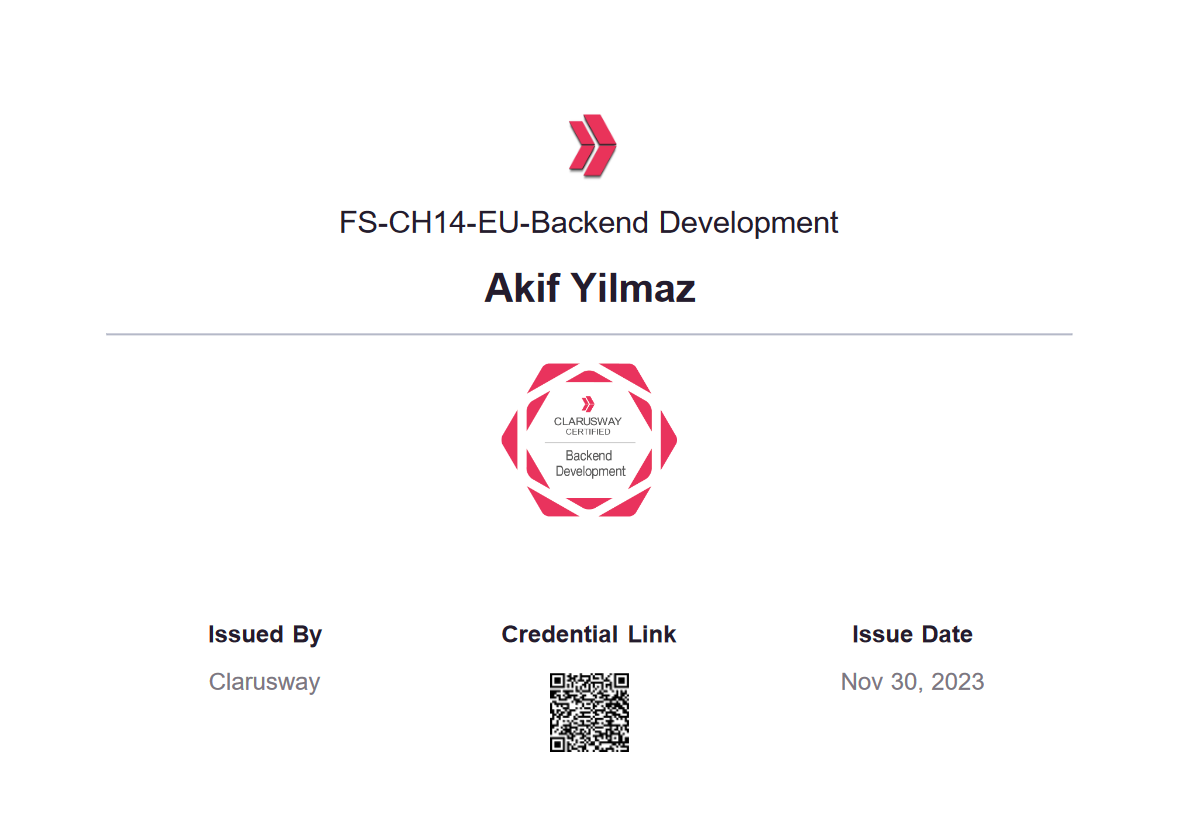 FS-CH14-EU-Backend Development
Akif Yilmaz
CLARUSWAY
CERTIFIED
Backend
Development
Issued By
Credential Link
Issue Date
Clarusway
Nov 30, 2023